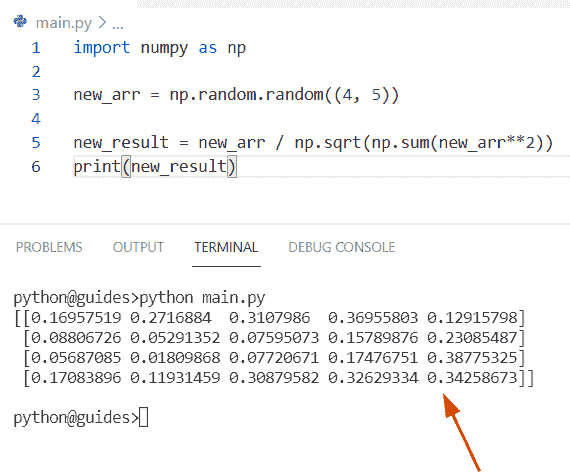 main.py > ...
1 import numpy as np
2
3 new_arr = np.random.random((4, 5))
4
5 new_result = new_arr / np.sqrt(np.sum(new_arr**2))
6 print(new_result)
PROBLEMS OUTPUT TERMINAL DEBUG CONSOLE
python@guides>python main.py
[[0.16957519 0.2716884  0.3107986  0.36955803 0.12915798]
 [0.08806726 0.05291352 0.07595073 0.15789876 0.23085487]
 [0.05687085 0.01809868 0.07720671 0.17476751 0.38775325]
 [0.17083896 0.11931459 0.30879582 0.32629334 0.34258673]]
python@guides>